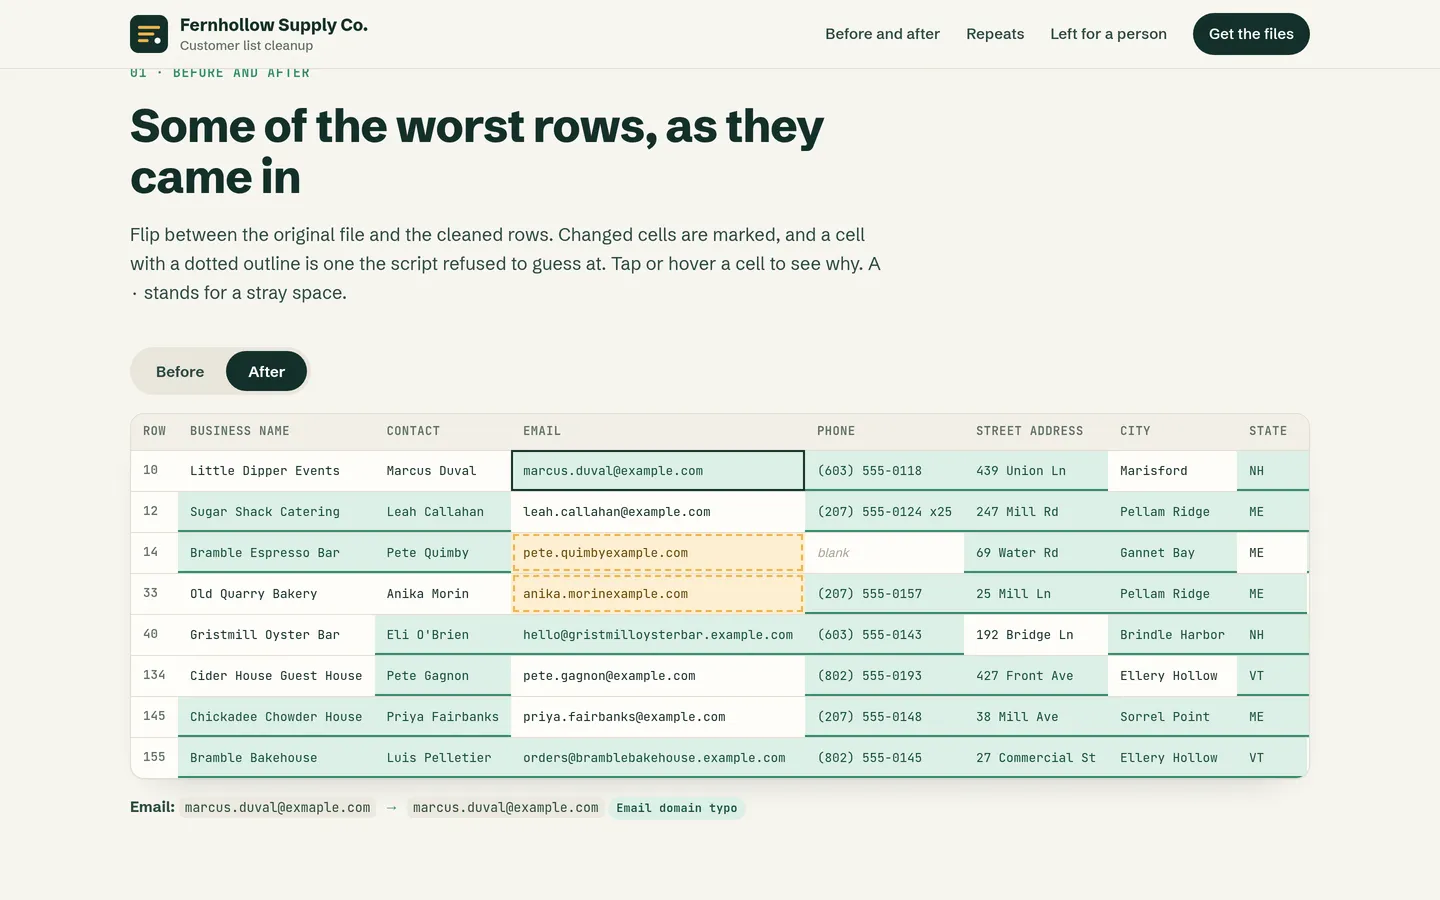 Fernhollow Supply Co.
Customer list cleanup
Before and after
Repeats
Left for a person
Get the files
01 · BEFORE AND AFTER
Some of the worst rows, as they
came in
Flip between the original file and the cleaned rows. Changed cells are marked, and a cell
with a dotted outline is one the script refused to guess at. Tap or hover a cell to see why. A
· stands for a stray space.
Before After
ROW BUSINESS NAME CONTACT EMAIL PHONE STREET ADDRESS CITY STATE
10 Little Dipper Events Marcus Duval marcus.duval@example.com (603) 555-0118 439 Union Ln Marisford NH
12 Sugar Shack Catering Leah Callahan leah.callahan@example.com (207) 555-0124 x25 247 Mill Rd Pellam Ridge ME
14 Bramble Espresso Bar Pete Quimby pete.quimbyexample.com blank 69 Water Rd Gannet Bay ME
33 Old Quarry Bakery Anika Morin anika.morinexample.com (207) 555-0157 25 Mill Ln Pellam Ridge ME
40 Gristmill Oyster Bar Eli O'Brien hello@gristmilloysterbar.example.com (603) 555-0143 192 Bridge Ln Brindle Harbor NH
134 Cider House Guest House Pete Gagnon pete.gagnon@example.com (802) 555-0193 427 Front Ave Ellery Hollow VT
145 Chickadee Chowder House Priya Fairbanks priya.fairbanks@example.com (207) 555-0148 38 Mill Ave Sorrel Point ME
155 Bramble Bakehouse Luis Pelletier orders@bramblebakehouse.example.com (802) 555-0145 27 Commercial St Ellery Hollow VT
Email: marcus.duval@exmaple.com → marcus.duval@example.com Email domain typo